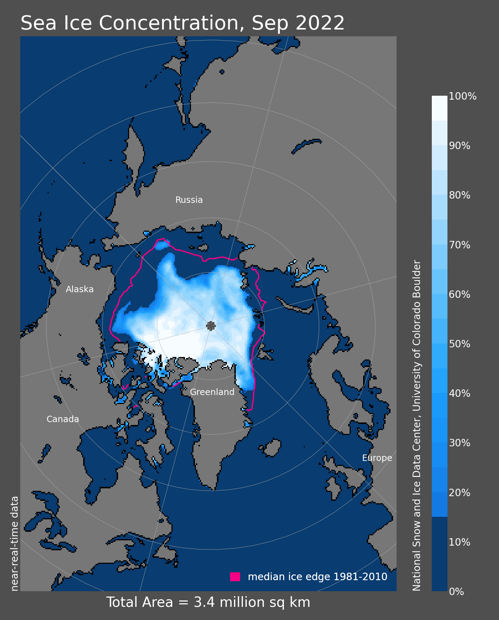 Sea Ice Concentration, Sep 2022
100%
90%
80%
70%
60%
50%
40%
30%
20%
10%
0%
Russia
Alaska
Greenland
Canada
Europe
near-real-time data
National Snow and Ice Data Center, University of Colorado Boulder
median ice edge 1981-2010
Total Area = 3.4 million sq km